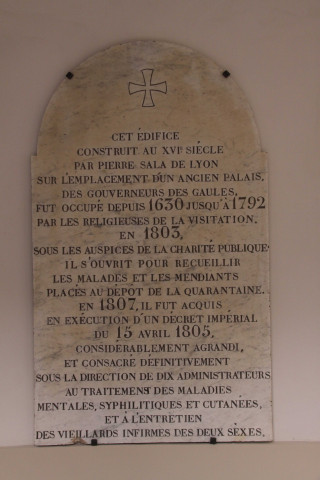 CET ÉDIFICE
CONSTRUIT AU XVIE SIÈCLE
PAR PIERRE SALA DE LYON
SUR L'EMPLACEMENT D'UN ANCIEN PALAIS,
DES GOUVERNEURS DES GAULES,
FUT OCCUPÉ DEPUIS 1630 JUSQU'À 1792
PAR LES RELIGIEUSES DE LA VISITATION.
EN 1803,
SOUS LES AUSPICES DE LA CHARITÉ PUBLIQUE
IL S'OUVRIT POUR RECUEILLIR
LES MALADES ET LES MENDIANTS
PLACÉS AU DÉPOT DE LA QUARANTAINE.
EN 1807, IL FUT ACQUIS
EN EXÉCUTION D'UN DÉCRET IMPÉRIAL
DU 15 AVRIL 1805,
CONSIDÉRABLEMENT AGRANDI,
ET CONSACRÉ DÉFINITIVEMENT
SOUS LA DIRECTION DE DIX ADMINISTRATEURS
AU TRAITEMENT DES MALADIES
MENTALES, SYPHILITIQUES ET CUTANÉES,
ET À L'ENTRETIEN
DES VIEILLARDS INFIRMES DES DEUX SÈXES.